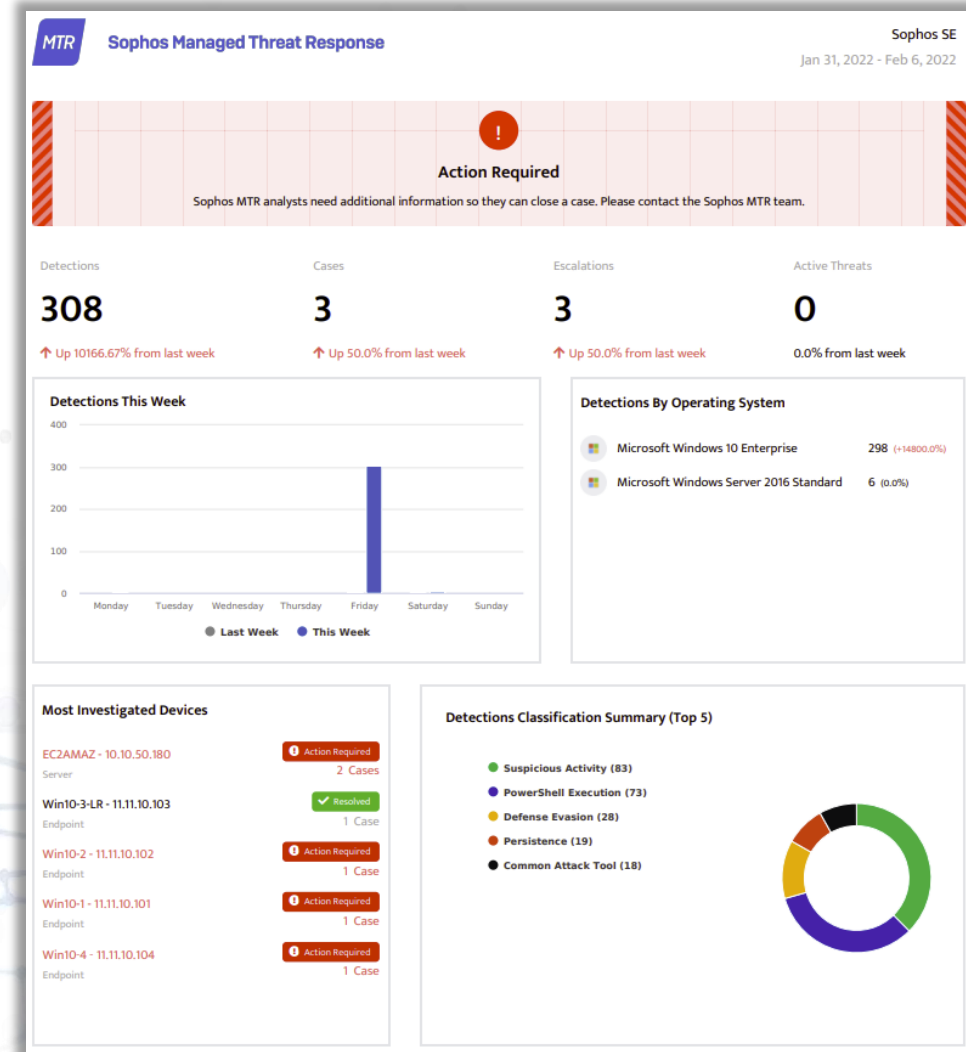 MTR
Sophos Managed Threat Response
Sophos SE
Jan 31, 2022 - Feb 6, 2022
!
Action Required
Sophos MTR analysts need additional information so they can close a case. Please contact the Sophos MTR team.
Detections
308
Up 10166.67% from last week
Cases
3
Up 50.0% from last week
Escalations
3
Up 50.0% from last week
Active Threats
0
0.0% from last week
Detections This Week
400
300
200
100
0
Monday Tuesday Wednesday Thursday Friday Saturday Sunday
Last Week This Week
Detections By Operating System
Microsoft Windows 10 Enterprise 298 (+14800.0%)
Microsoft Windows Server 2016 Standard 6 (0.0%)
Most Investigated Devices
EC2AMAZ - 10.10.50.180 Action Required
Server 2 Cases
Win10-3-LR - 11.11.10.103 Resolved
Endpoint 1 Case
Win10-2 - 11.11.10.102 Action Required
Endpoint 1 Case
Win10-1 - 11.11.10.101 Action Required
Endpoint 1 Case
Win10-4 - 11.11.10.104 Action Required
Endpoint 1 Case
Detections Classification Summary (Top 5)
Suspicious Activity (83)
PowerShell Execution (73)
Defense Evasion (28)
Persistence (19)
Common Attack Tool (18)